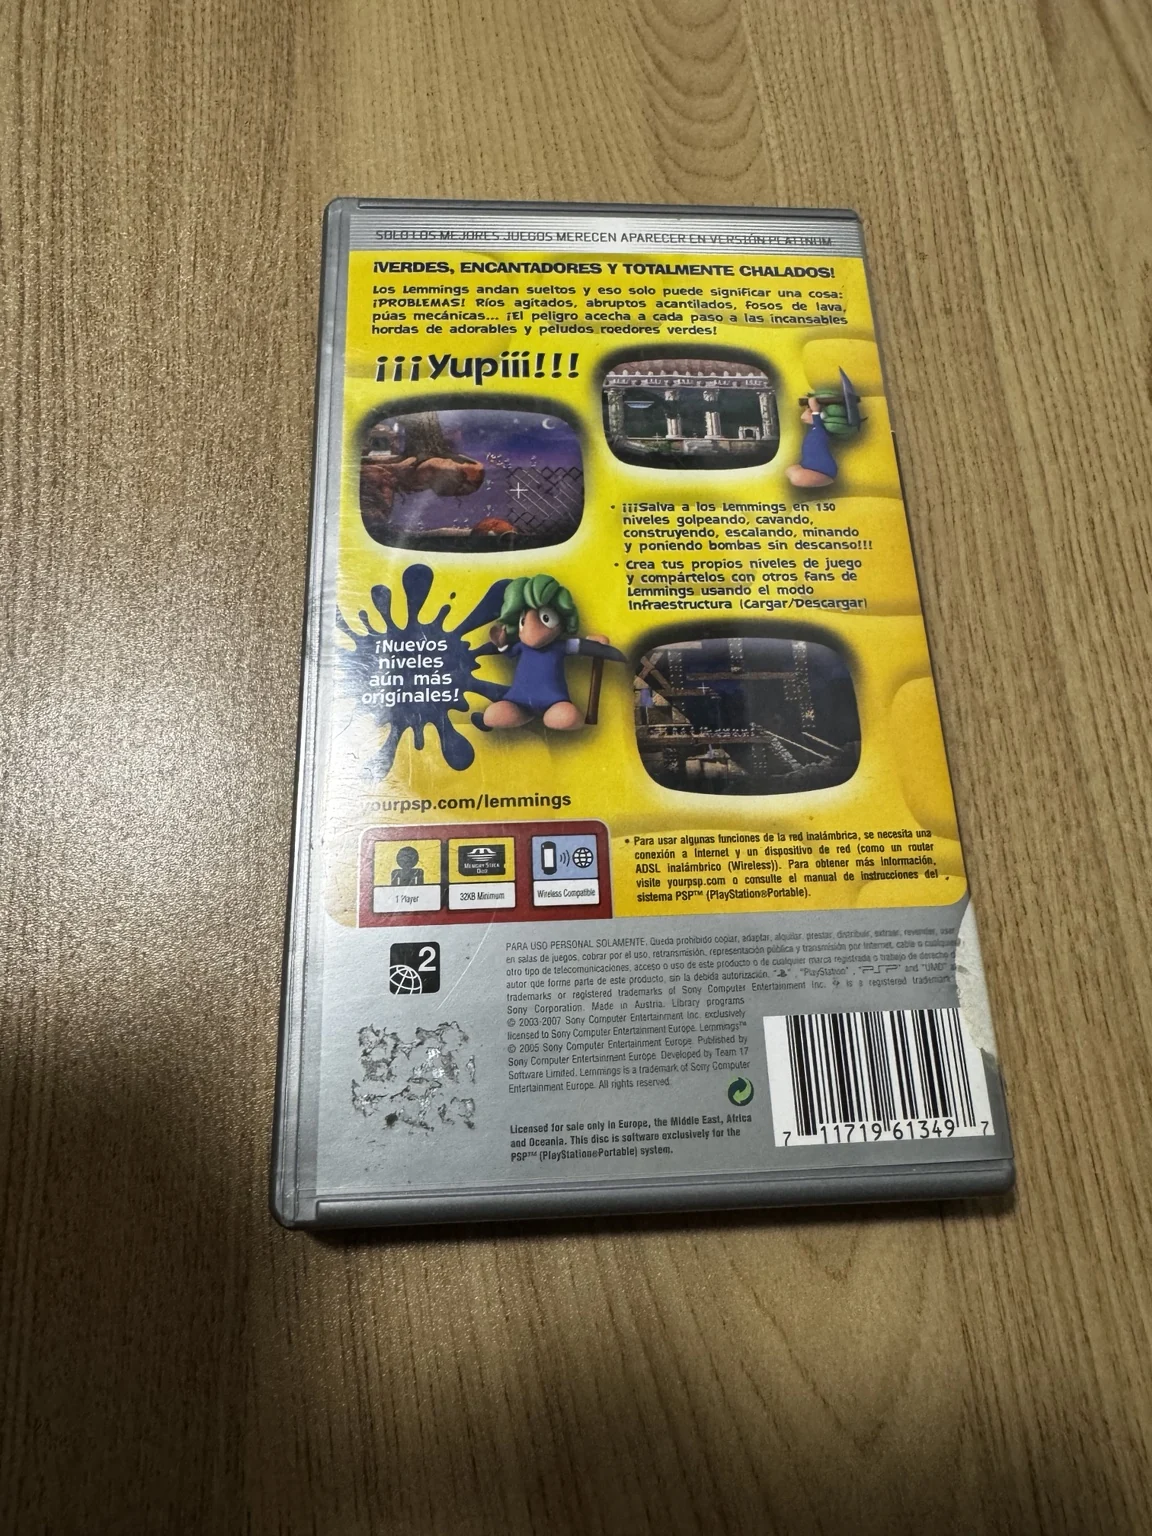 SOLO LOS MEJORES JUEGOS MERECEN APARECER EN VERSIÓN PLATINUM
¡VERDES, ENCANTADORES Y TOTALMENTE CHALADOS!
Los Lemmings andan sueltos y eso solo puede significar una cosa:
¡PROBLEMAS! Ríos agitados, abruptos acantilados, fosos de lava,
púas mecánicas... ¡El peligro acecha a cada paso a las incansables
hordas de adorables y peludos roedores verdes!
¡¡¡Yupiii!!!
• ¡¡¡Salva a los Lemmings en 150
niveles golpeando, cavando,
construyendo, escalando, minando
y poniendo bombas sin descanso!!!
• Crea tus propios niveles de juego
y compártelos con otros fans de
Lemmings usando el modo
Infraestructura (Cargar/Descargar)
¡Nuevos
niveles
aún más
originales!
yourpsp.com/lemmings
1 Player
MEMORY STICK
DUO
32KB Minimum
Wireless Compatible
• Para usar algunas funciones de la red inalámbrica, se necesita una
conexión a Internet y un dispositivo de red (como un router
ADSL inalámbrico (Wireless)). Para obtener más información,
visite yourpsp.com o consulte el manual de instrucciones del
sistema PSP™ (PlayStation®Portable).
2
PARA USO PERSONAL SOLAMENTE. Queda prohibido copiar, adaptar, alquilar, prestar, distribuir, extraer, revender, usar
en salas de juegos, cobrar por el uso, retransmisión, representación pública y transmisión por Internet, cable o cualquier
otro tipo de telecomunicaciones, acceso o uso de este producto o de cualquier marca registrada o trabajo de derecho
autor que forme parte de este producto, sin la debida autorización. "", "PlayStation", "PSP" and "UMD"
trademarks or registered trademarks of Sony Computer Entertainment Inc. is a registered trademark
Sony Corporation. Made in Austria. Library programs
© 2003-2007 Sony Computer Entertainment Inc. exclusively
licensed to Sony Computer Entertainment Europe. Lemmings™
© 2005 Sony Computer Entertainment Europe. Published by
Sony Computer Entertainment Europe. Developed by Team 17
Software Limited. Lemmings is a trademark of Sony Computer
Entertainment Europe. All rights reserved.
Licensed for sale only in Europe, the Middle East, Africa
and Oceania. This disc is software exclusively for the
PSP™ (PlayStation®Portable) system.
7 11719 61349 7